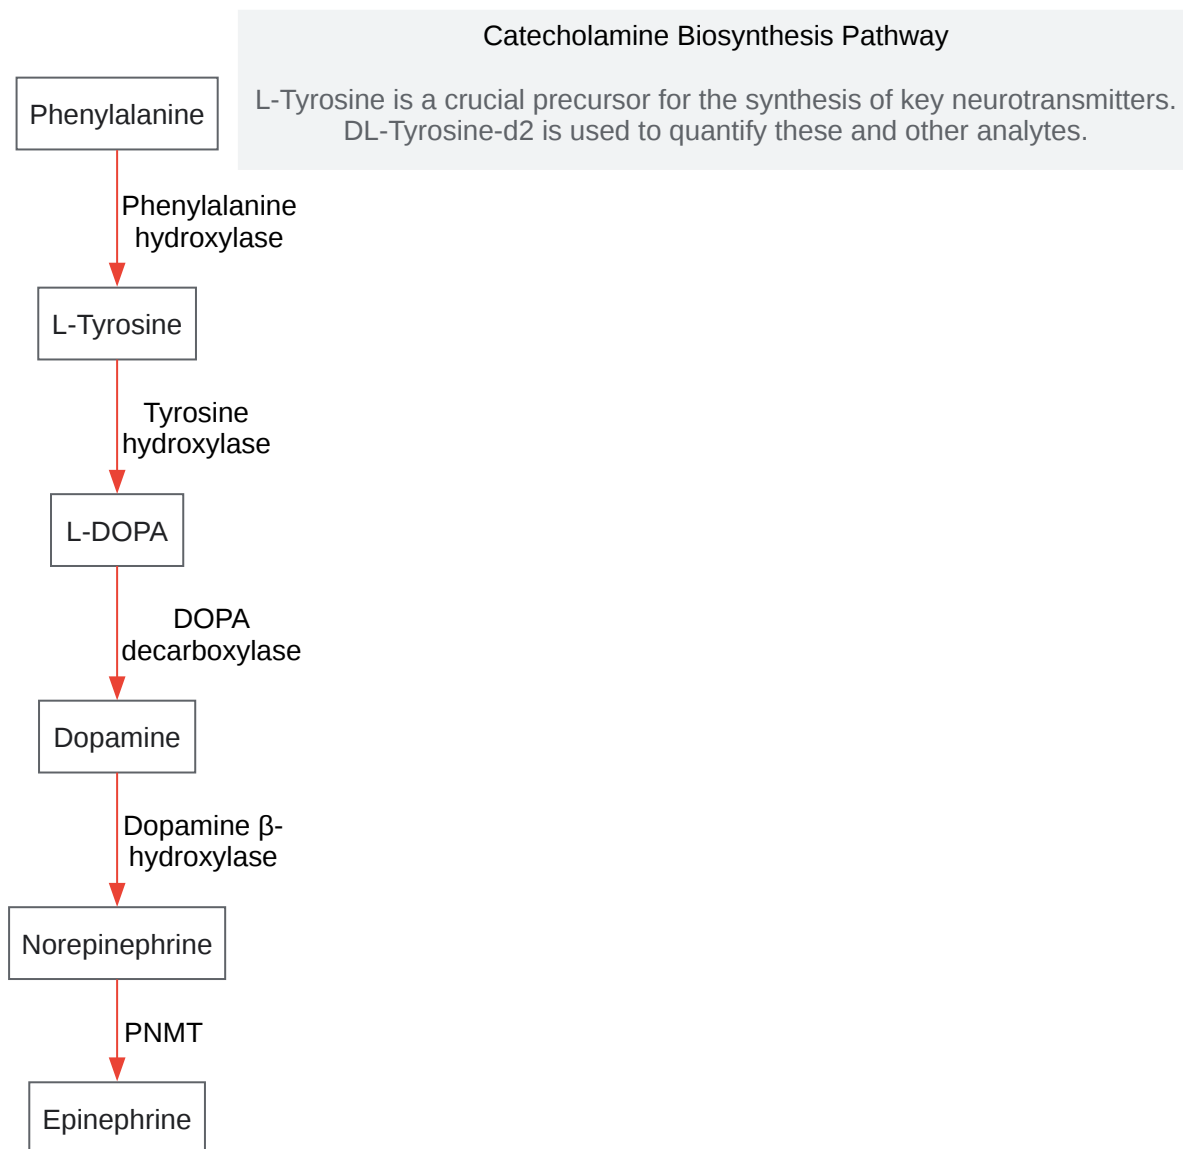 Catecholamine Biosynthesis Pathway
L-Tyrosine is a crucial precursor for the synthesis of key neurotransmitters.
DL-Tyrosine-d2 is used to quantify these and other analytes.
Phenylalanine
Phenylalanine
hydroxylase
L-Tyrosine
Tyrosine
hydroxylase
L-DOPA
DOPA
decarboxylase
Dopamine
Dopamine β-
hydroxylase
Norepinephrine
PNMT
Epinephrine